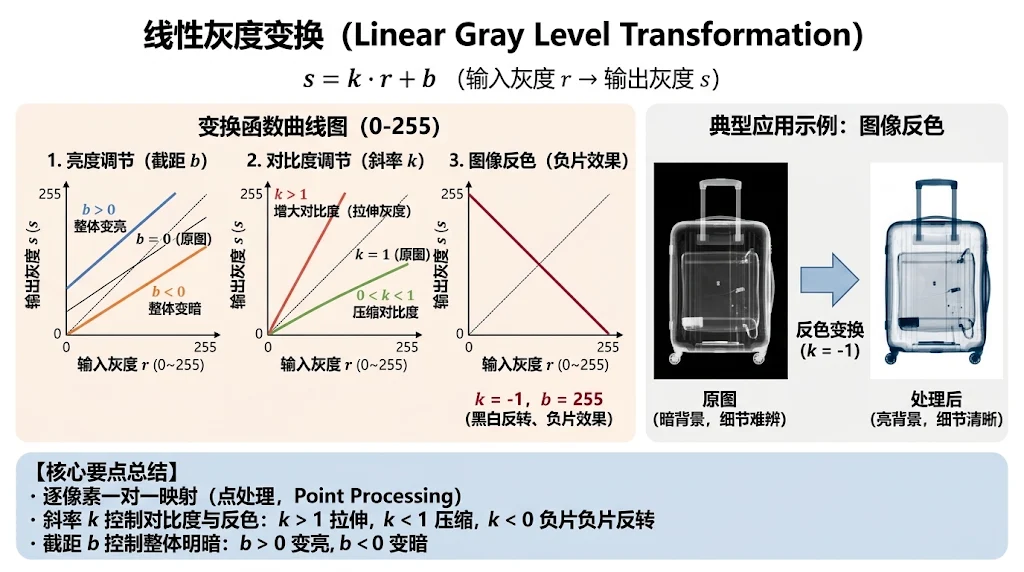 线性灰度变换（Linear Gray Level Transformation）
s = k · r + b （输入灰度 r → 输出灰度 s）
变换函数曲线图（0-255）
1. 亮度调节（截距 b）
255
b > 0
整体变亮
b = 0 (原图)
b < 0
整体变暗
输出灰度 s (s
0
0
255
输入灰度 r (0~255)
2. 对比度调节（斜率 k）
255
k > 1
增大对比度（拉伸灰度）
k = 1 (原图)
0 < k < 1
压缩对比度
输出灰度 s (s
0
0
255
输入灰度 r (0~255)
3. 图像反色（负片效果）
255
输出灰度 s (s
0
0
255
输入灰度 r (0~255)
k = -1， b = 255
(黑白反转、负片效果)
典型应用示例：图像反色
反色变换
(k = -1)
原图
(暗背景，细节难辨)
处理后
(亮背景，细节清晰)
【核心要点总结】
· 逐像素一对一映射（点处理，Point Processing）
· 斜率 k 控制对比度与反色：k > 1 拉伸, k < 1 压缩, k < 0 负片负片反转
· 截距 b 控制整体明暗：b > 0 变亮, b < 0 变暗